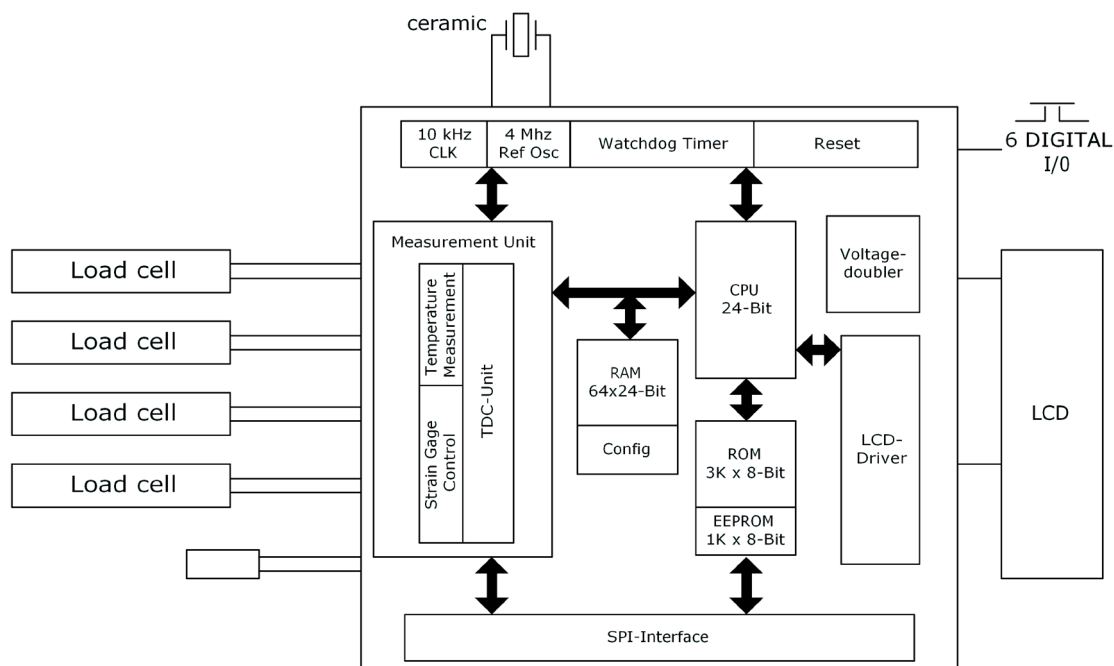 ceramic
10 kHz
CLK
4 Mhz
Ref Osc
Watchdog Timer
Reset
6 DIGITAL
I/0
Measurement Unit
Temperature
Measurement
Strain Gage
Control
TDC-Unit
Load cell
Load cell
Load cell
Load cell
CPU
24-Bit
Voltage-
doubler
RAM
64x24-Bit
Config
ROM
3K x 8-Bit
EEPROM
1K x 8-Bit
LCD-
Driver
LCD
SPI-Interface